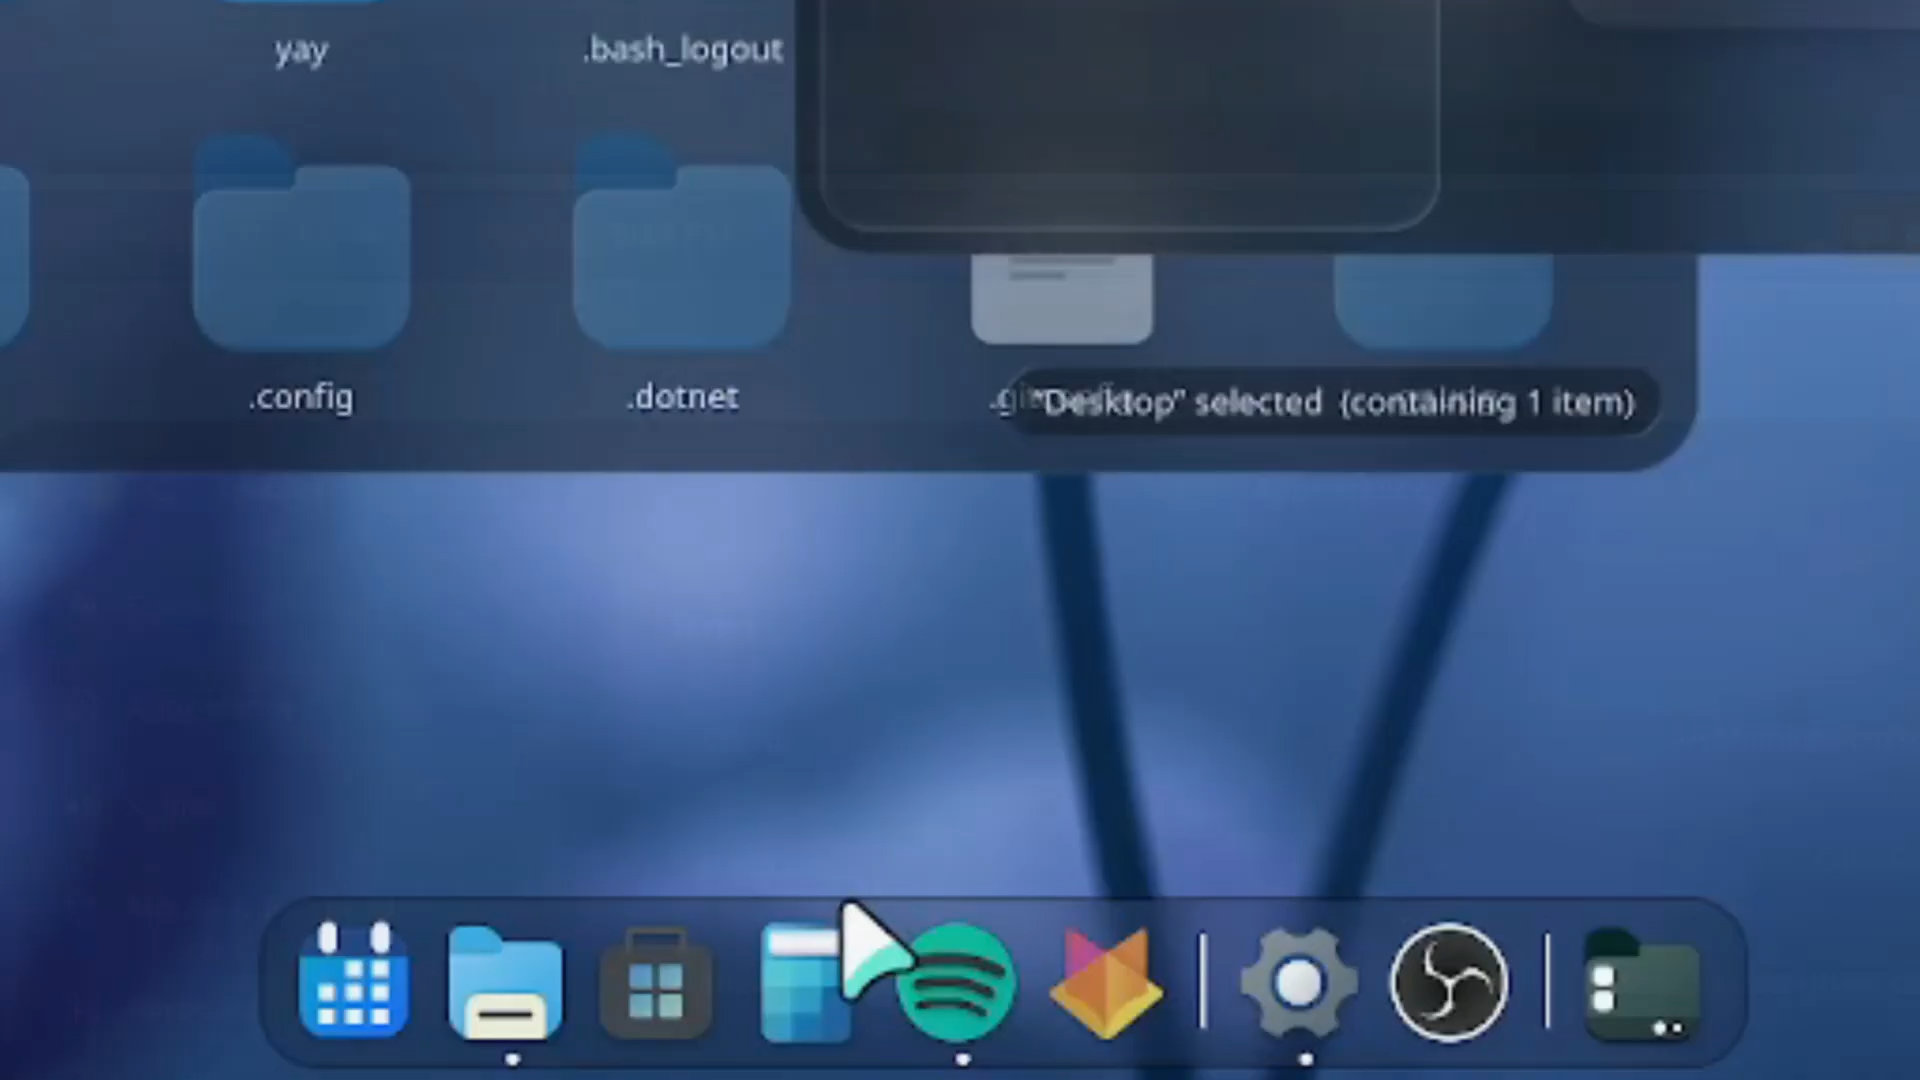 yay
.bash_logout
.config
.dotnet
"Desktop" selected (containing 1 item)